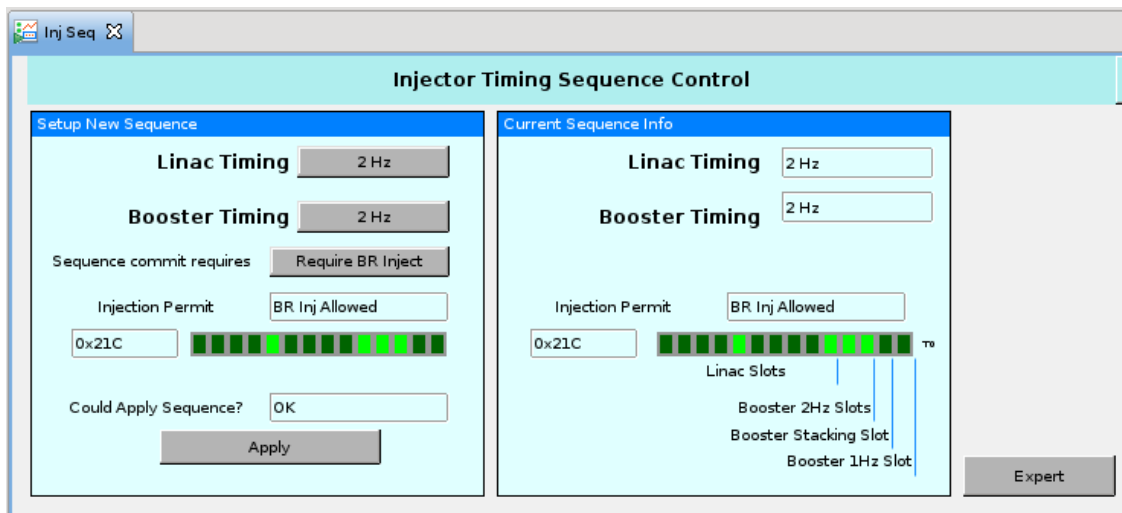 Inj Seq
Injector Timing Sequence Control
Setup New Sequence
Linac Timing 2 Hz
Booster Timing 2 Hz
Sequence commit requires Require BR Inject
Injection Permit BR Inj Allowed
0x21C
Could Apply Sequence? OK
Apply
Current Sequence Info
Linac Timing 2 Hz
Booster Timing 2 Hz
Injection Permit BR Inj Allowed
0x21C T0
Linac Slots
Booster 2Hz Slots
Booster Stacking Slot
Booster 1Hz Slot
Expert